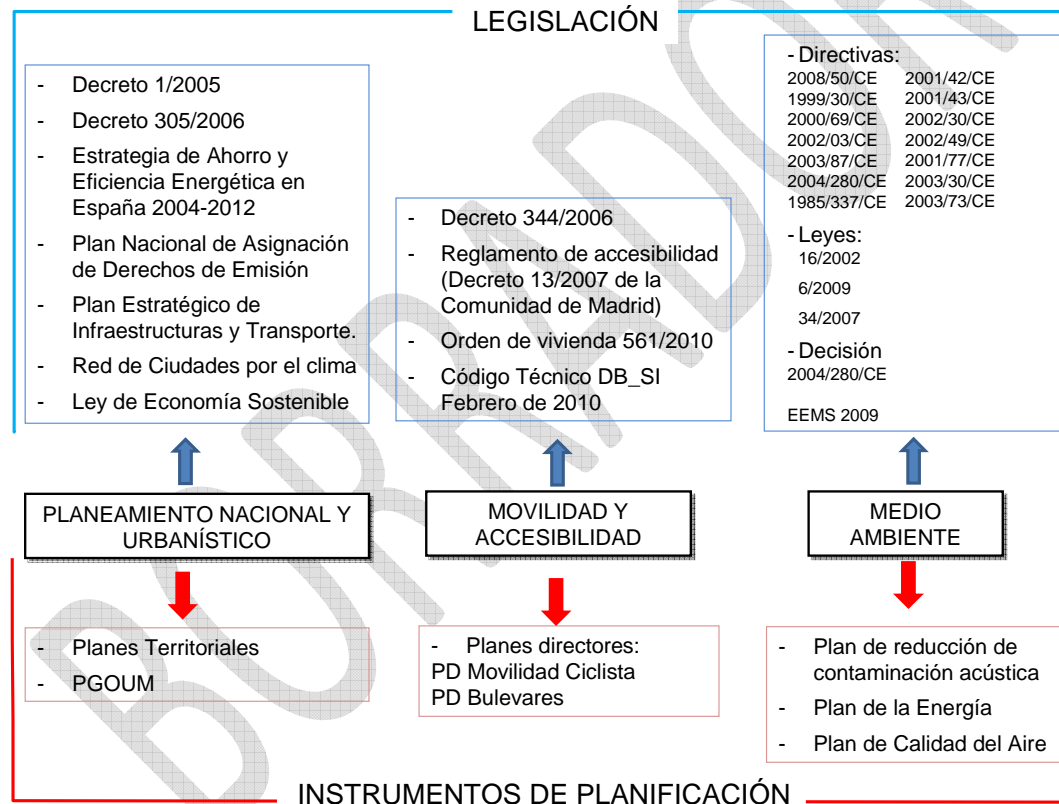 LEGISLACIÓN
- Decreto 1/2005
- Decreto 305/2006
- Estrategia de Ahorro y
Eficiencia Energética en
España 2004-2012
- Plan Nacional de Asignación
de Derechos de Emisión
- Plan Estratégico de
Infraestructuras y Transporte.
- Red de Ciudades por el clima
- Ley de Economía Sostenible
- Decreto 344/2006
- Reglamento de accesibilidad
(Decreto 13/2007 de la
Comunidad de Madrid)
- Orden de vivienda 561/2010
- Código Técnico DB_SI
Febrero de 2010
- Directivas:
2008/50/CE 2001/42/CE
1999/30/CE 2001/43/CE
2000/69/CE 2002/30/CE
2002/03/CE 2002/49/CE
2003/87/CE 2001/77/CE
2004/280/CE 2003/30/CE
1985/337/CE 2003/73/CE
- Leyes:
16/2002
6/2009
34/2007
- Decisión
2004/280/CE
EEMS 2009
PLANEAMIENTO NACIONAL Y
URBANÍSTICO
MOVILIDAD Y
ACCESIBILIDAD
MEDIO
AMBIENTE
- Planes Territoriales
- PGOUM
- Planes directores:
PD Movilidad Ciclista
PD Bulevares
- Plan de reducción de
contaminación acústica
- Plan de la Energía
- Plan de Calidad del Aire
INSTRUMENTOS DE PLANIFICACIÓN
BORRADOR